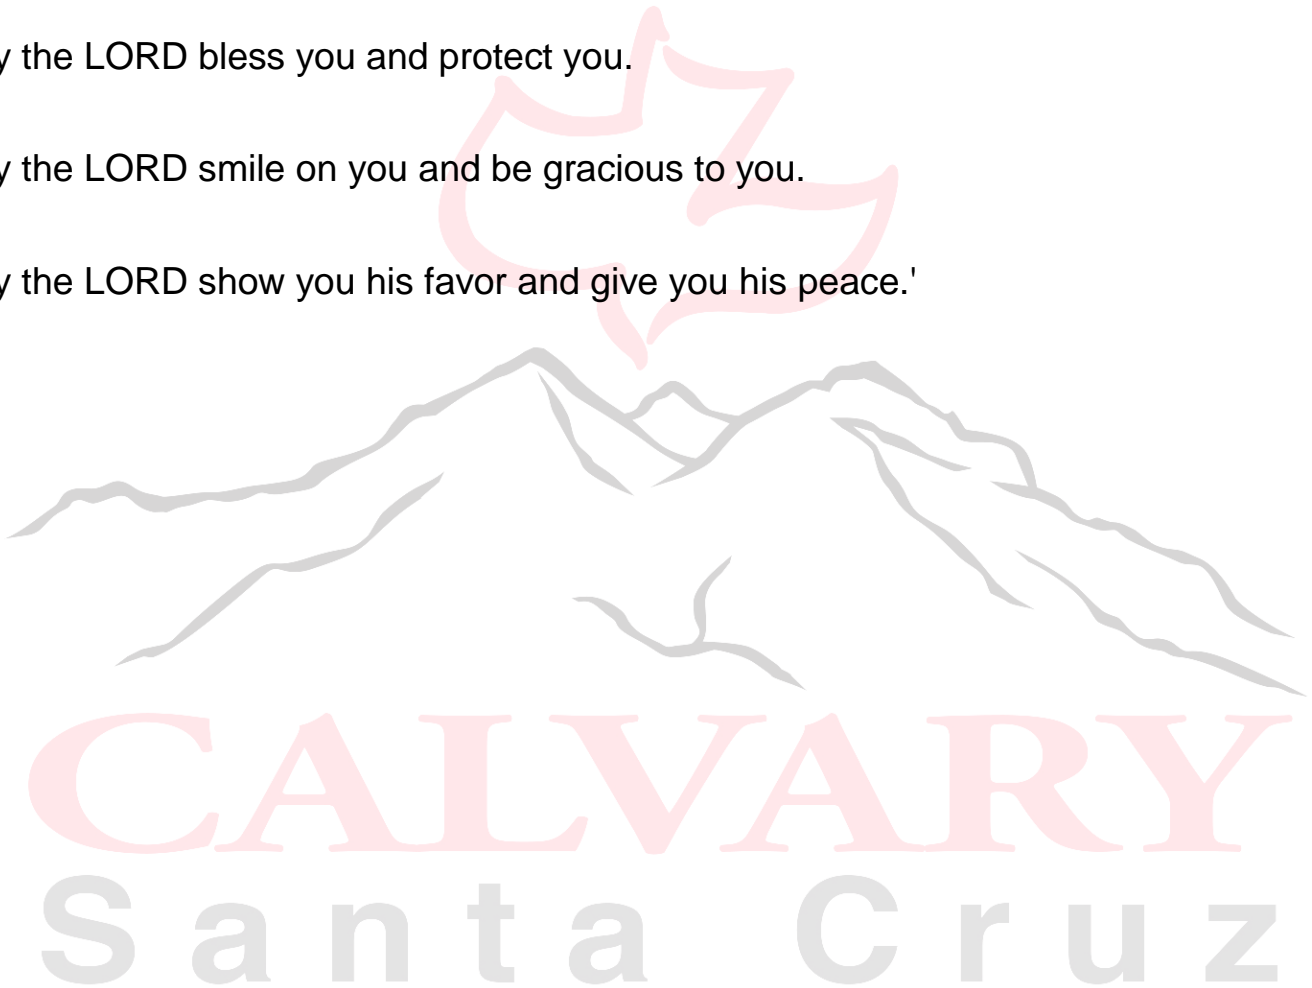 y the LORD bless you and protect you.
y the LORD smile on you and be gracious to you.
y the LORD show you his favor and give you his peace.'
CALVARY
Santa Cruz